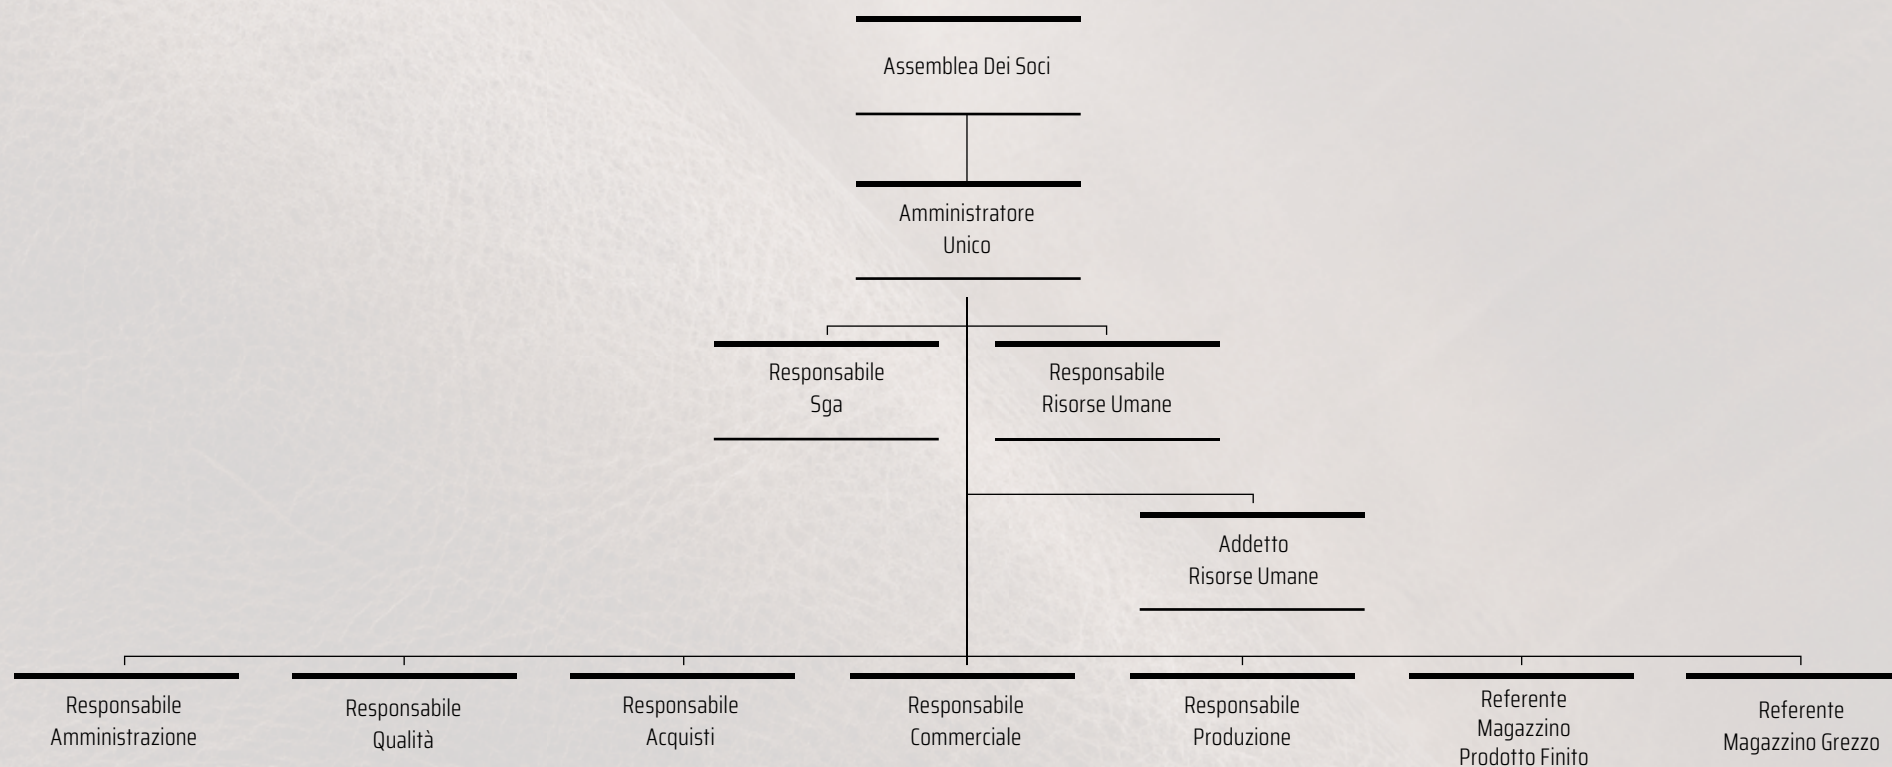 Assemblea Dei Soci
Amministratore
Unico
Responsabile
Sga
Responsabile
Risorse Umane
Addetto
Risorse Umane
Responsabile
Amministrazione
Responsabile
Qualità
Responsabile
Acquisti
Responsabile
Commerciale
Responsabile
Produzione
Referente
Magazzino
Prodotto Finito
Referente
Magazzino Grezzo